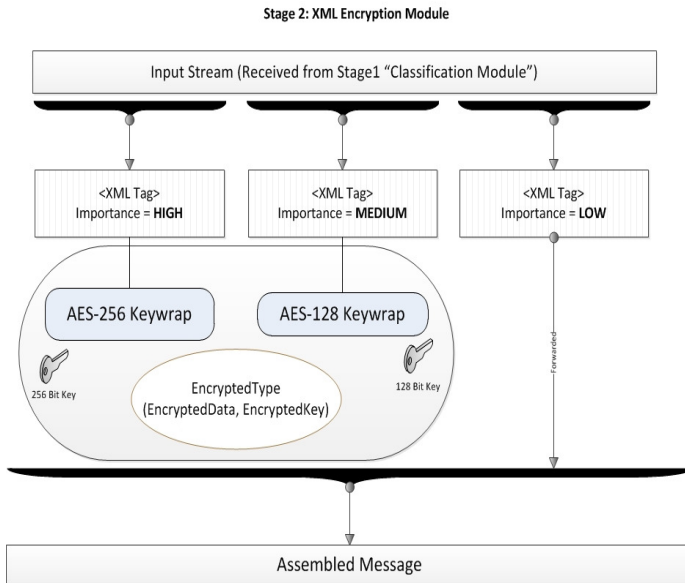 Stage 2: XML Encryption Module
Input Stream (Received from Stage1 “Classification Module”)
<XML Tag>
Importance = HIGH
<XML Tag>
Importance = MEDIUM
<XML Tag>
Importance = LOW
AES-256 Keywrap
AES-128 Keywrap
256 Bit Key
128 Bit Key
EncryptedType
(EncryptedData, EncryptedKey)
Forwarded
Assembled Message